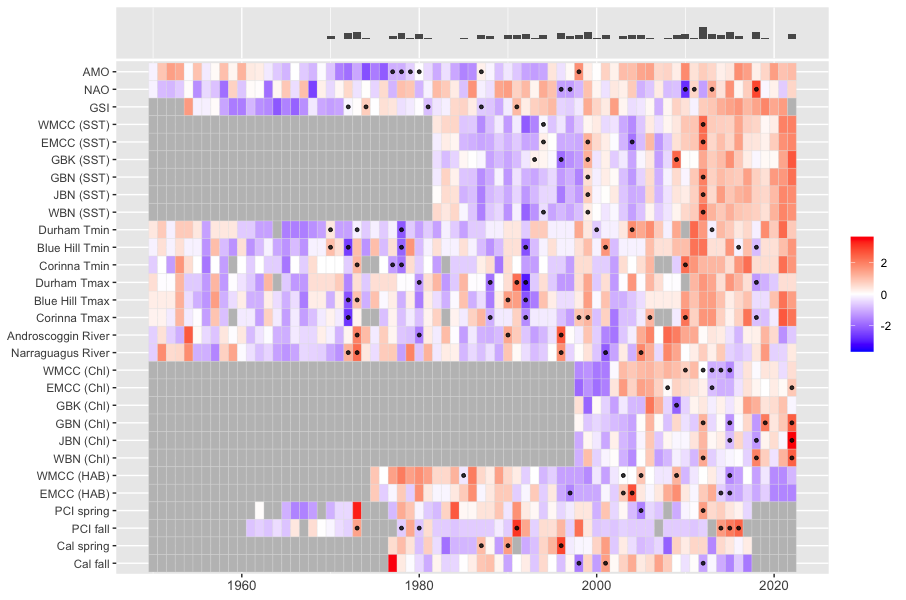 AMO
NAO
GSI
WMCC (SST)
EMCC (SST)
GBK (SST)
GBN (SST)
JBN (SST)
WBN (SST)
Durham Tmin
Blue Hill Tmin
Corinna Tmin
Durham Tmax
Blue Hill Tmax
Corinna Tmax
Androscoggin River
Narraguagus River
WMCC (Chl)
EMCC (Chl)
GBK (Chl)
GBN (Chl)
JBN (Chl)
WBN (Chl)
WMCC (HAB)
EMCC (HAB)
PCI spring
PCI fall
Cal spring
Cal fall
1960 1980 2000 2020
2
0
-2